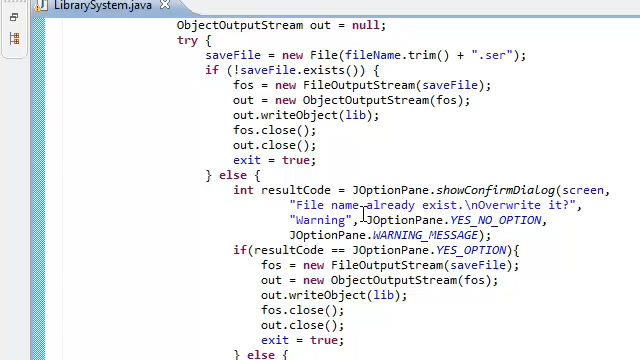 LibrarySystem.java
ObjectOutputStream out = null;
try {
saveFile = new File(fileName.trim() + ".ser");
if (!saveFile.exists()) {
fos = new FileOutputStream(saveFile);
out = new ObjectOutputStream(fos);
out.writeObject(lib);
fos.close();
out.close();
exit = true;
} else {
int resultCode = JOptionPane.showConfirmDialog(screen,
"File name already exist.\nOverwrite it?",
"Warning", JOptionPane.YES_NO_OPTION,
JOptionPane.WARNING_MESSAGE);
if(resultCode == JOptionPane.YES_OPTION){
fos = new FileOutputStream(saveFile);
out = new ObjectOutputStream(fos);
out.writeObject(lib);
fos.close();
out.close();
exit = true;
} else {